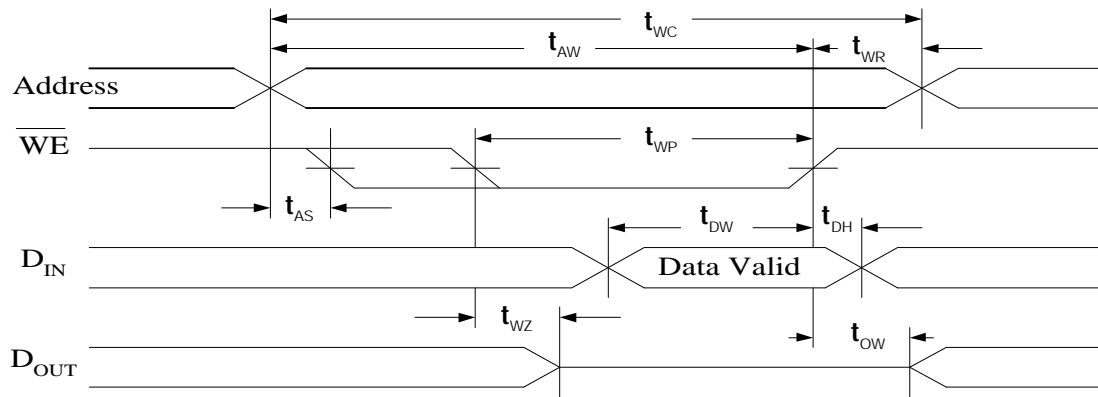 tWC
tAW
tWR
Address
WE
tWP
tAS
tDW
tDH
DIN
Data Valid
tWZ
tOW
DOUT